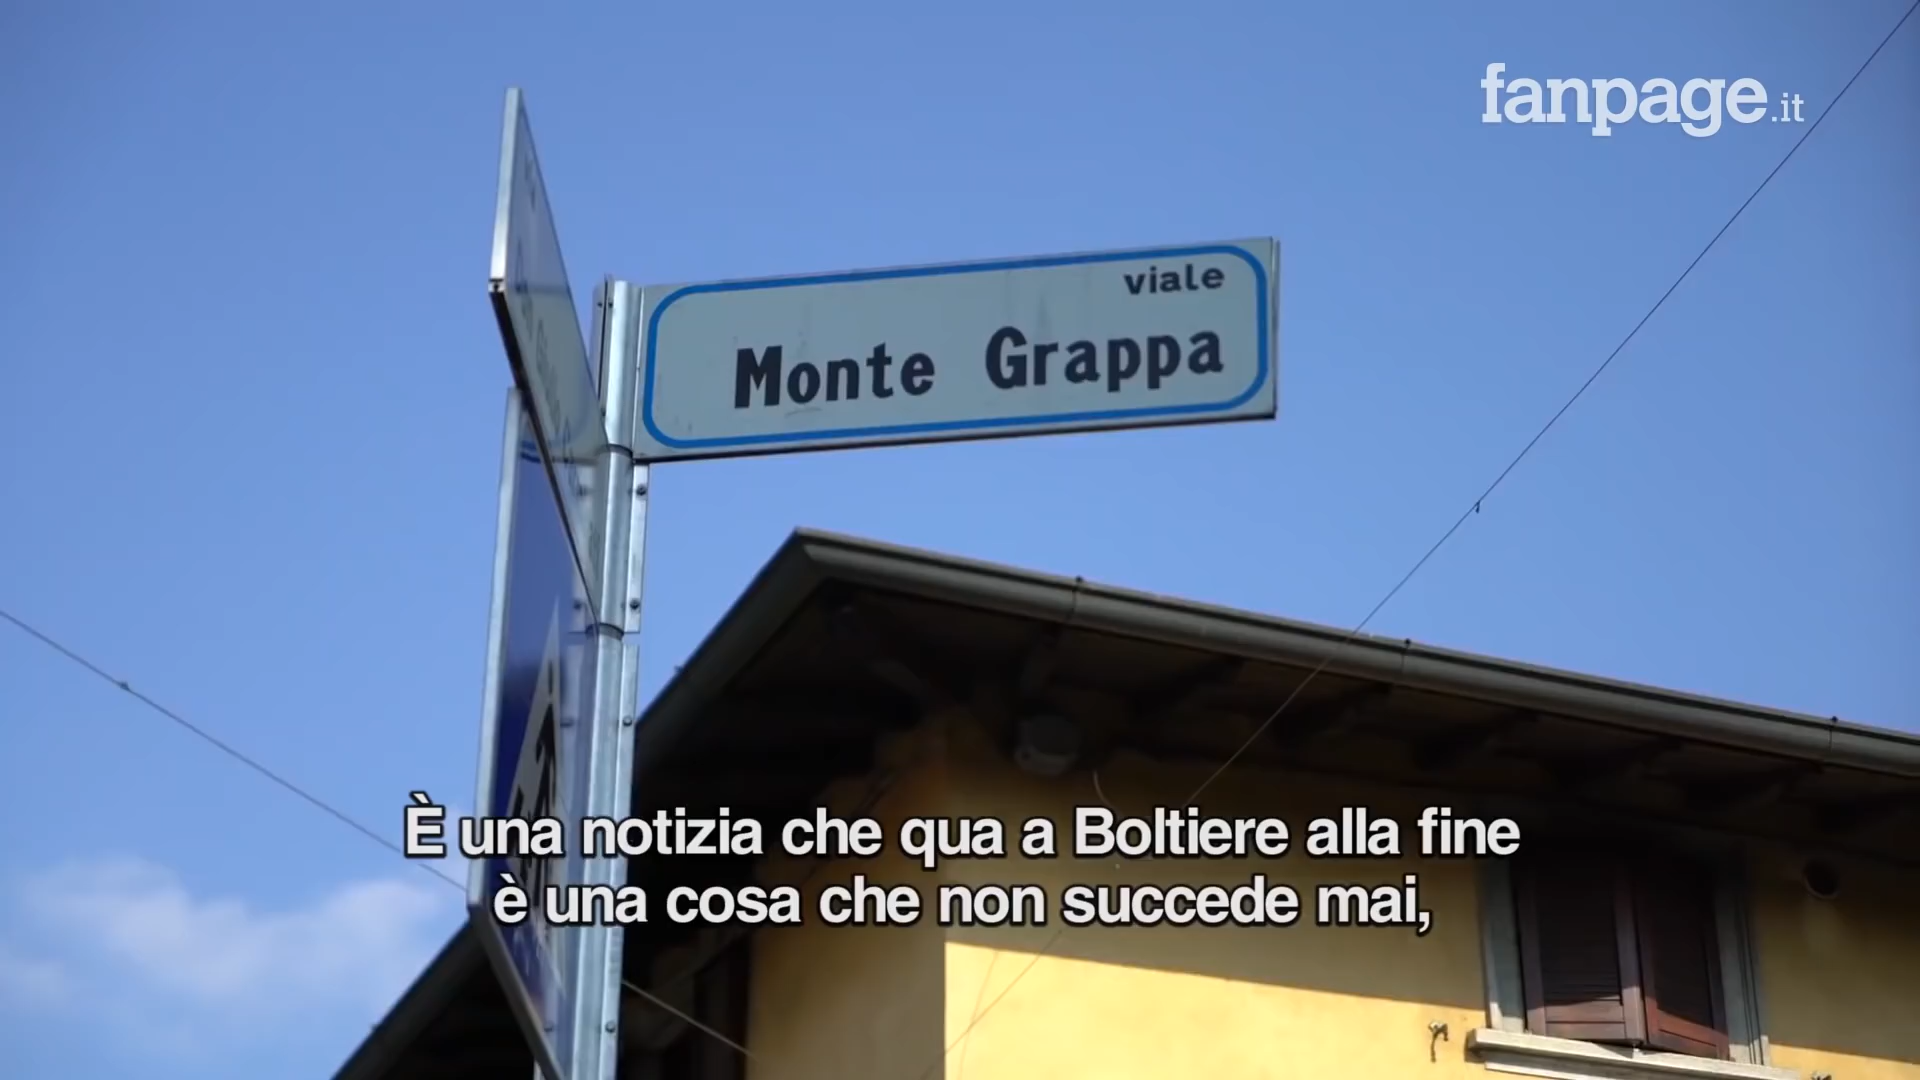 fanpage.it
viale
Monte Grappa
È una notizia che qua a Boltiere alla fine
è una cosa che non succede mai,